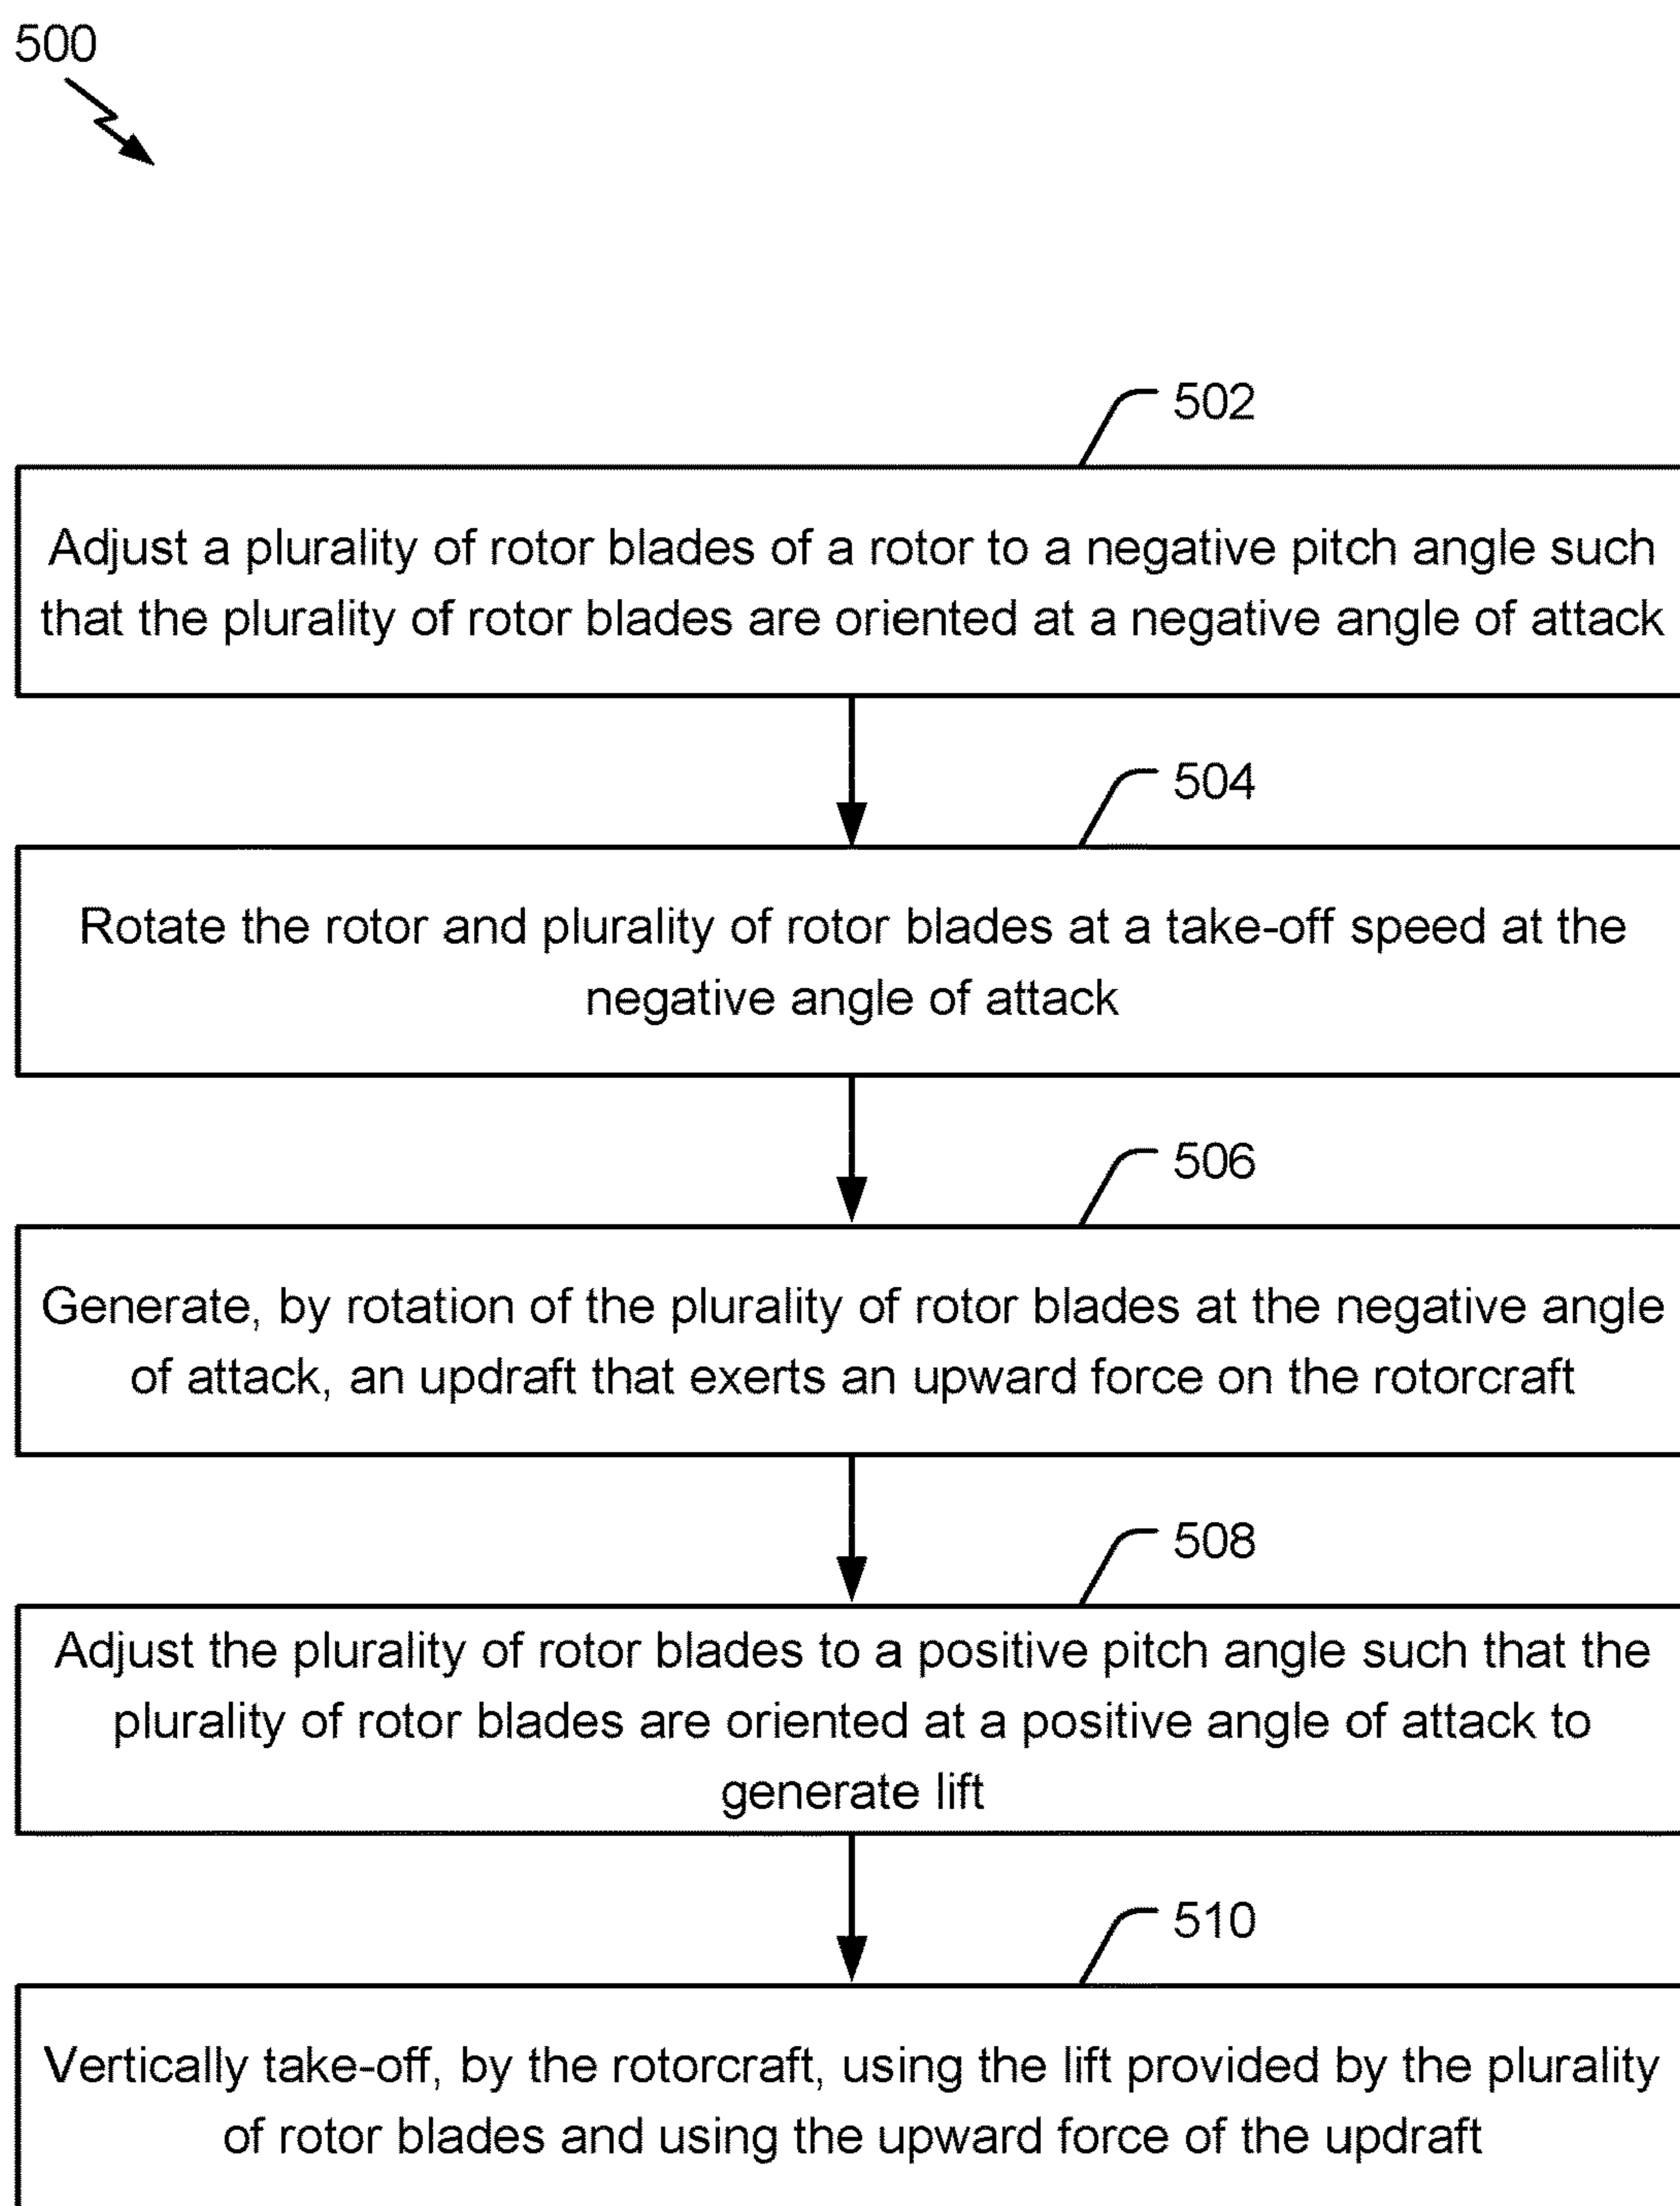 500
502
Adjust a plurality of rotor blades of a rotor to a negative pitch angle such
that the plurality of rotor blades are oriented at a negative angle of attack
504
Rotate the rotor and plurality of rotor blades at a take-off speed at the
negative angle of attack
506
Generate, by rotation of the plurality of rotor blades at the negative angle
of attack, an updraft that exerts an upward force on the rotorcraft
508
Adjust the plurality of rotor blades to a positive pitch angle such that the
plurality of rotor blades are oriented at a positive angle of attack to
generate lift
510
Vertically take-off, by the rotorcraft, using the lift provided by the plurality
of rotor blades and using the upward force of the updraft